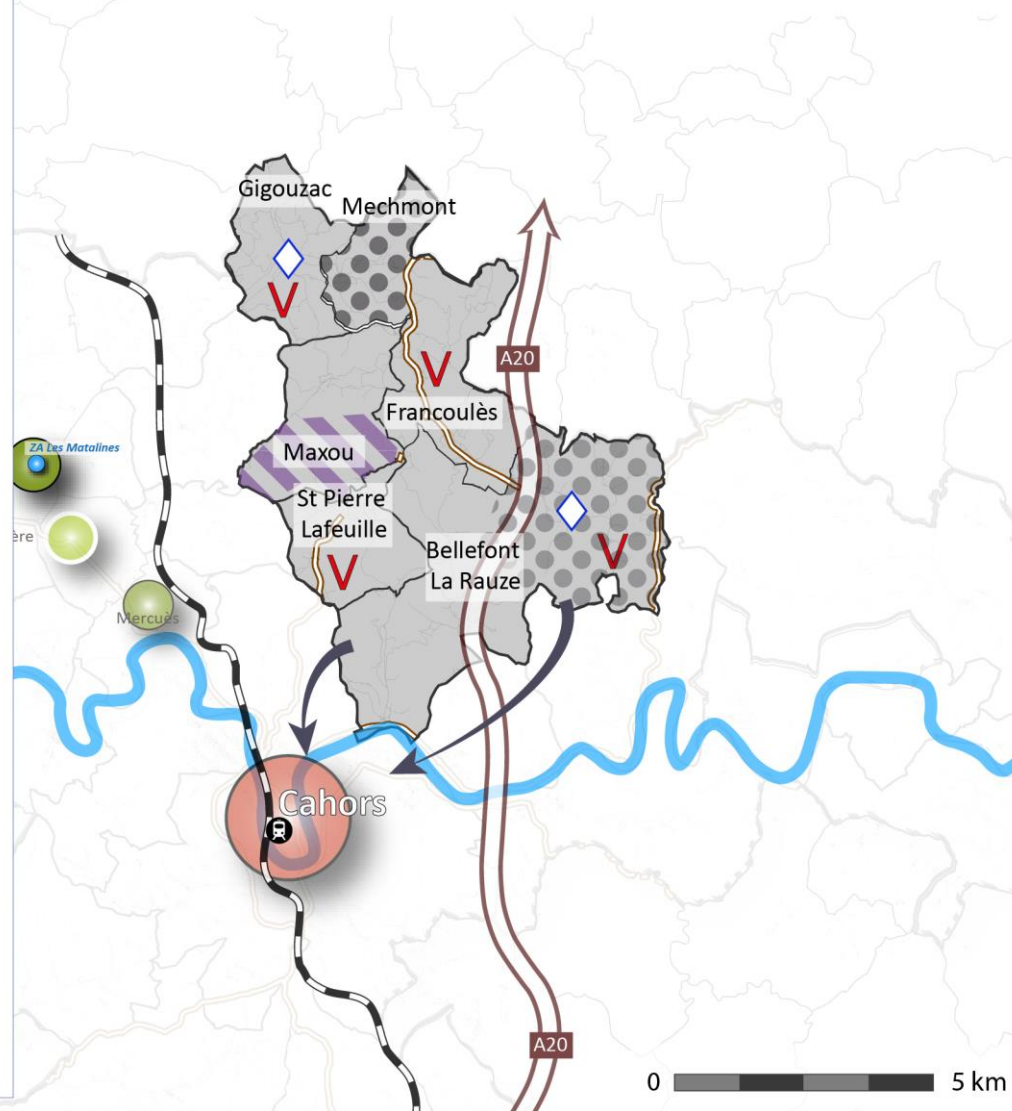 Gigouzac
Mechmont
A20
V
V
Francoulès
ZA Les Matalines
Maxou
St Pierre
Lafeuille
ère
Bellefont
La Rauze
V
V
Mercuès
Cahors
A20
0
5 km